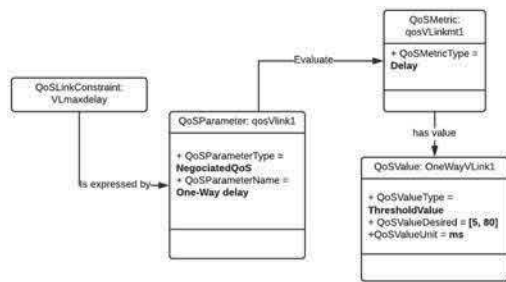 QoSMetric:
qosVLinkmt1
+ QoSMetricType =
Delay
Evaluate
QoSLinkConstraint:
VLmaxdelay
QoSParameter: qosVlink1
+ QoSParameterType =
NegociatedQoS
+ QoSParameterName =
One-Way delay
Is expressed by
has value
QoSValue: OneWayVLink1
+ QoSValueType =
ThresholdValue
+ QoSValueDesired = [5, 80]
+QoSValueUnit = ms